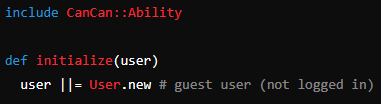 include CanCan::Ability
def initialize(user)
user ||= User.new # guest user (not logged in)